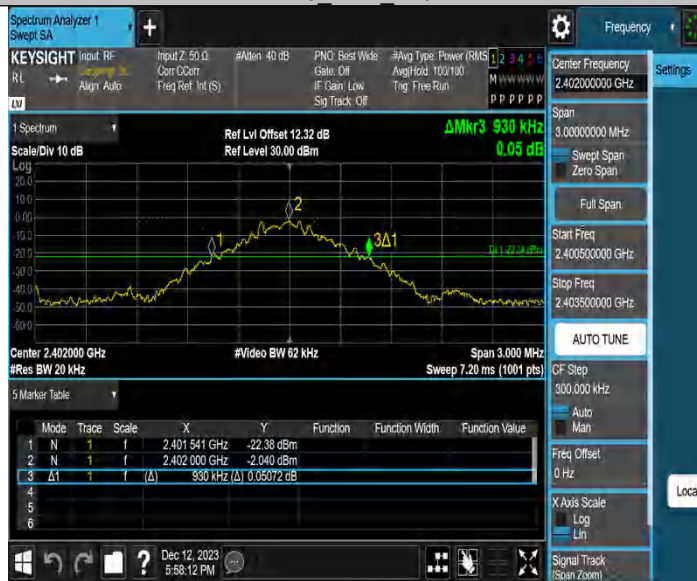 Spectrum Analyzer 1
Swept SA
+
Frequency
KEYSIGHT Input: RF
RL
Align: Auto
Input Z: 50 Ω
Corr CCorr
Freq Ref: Int (S)
#Atten: 40 dB
PNO: Best Wide
Gate: Off
IF Gain: Low
Sig Track: Off
#Avg Type: Power (RMS
Avg|Hold: 100/100
Trig: Free Run
1 2 3 4 5 6
M W W W W W
P P P P P P
LXI
1 Spectrum
Scale/Div 10 dB
Ref Lvl Offset 12.32 dB
Ref Level 30.00 dBm
ΔMkr3 930 kHz
0.05 dB
Log
20.0
10.0
0.00
-10.0
-20.0
-30.0
-40.0
-50.0
-60.0
1
2
3Δ1
Center 2.402000 GHz
#Res BW 20 kHz
#Video BW 62 kHz
Span 3.000 MHz
Sweep 7.20 ms (1001 pts)
5 Marker Table
Mode Trace Scale X Y Function Function Width Function Value
1 N 1 f 2.401 541 GHz -22.38 dBm
2 N 1 f 2.402 000 GHz -2.040 dBm
3 Δ1 1 f (Δ) 930 kHz (Δ) 0.05072 dB
4
5
6
?
Dec 12, 2023
5:58:12 PM
Center Frequency
2.402000000 GHz
Settings
Span
3.00000000 MHz
Swept Span
Zero Span
Full Span
Start Freq
2.400500000 GHz
Stop Freq
2.403500000 GHz
AUTO TUNE
CF Step
300.000 kHz
Auto
Man
Freq Offset
0 Hz
X Axis Scale
Log
Lin
Signal Track
(Span Zoom)
Loca